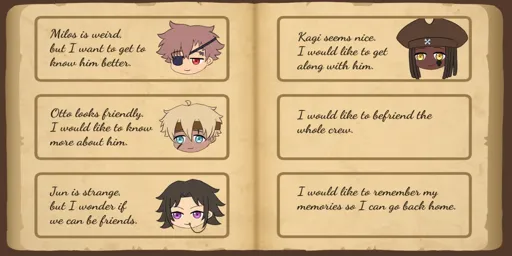 Milos is weird.
but I want to get to
know him better.
Otto looks friendly.
I would like to know
more about him.
Jun is strange.
but I wonder if
we can be friends.
Kagi seems nice.
I would like to get
along with him.
I would like to befriend the
whole crew.
I would like to remember my
memories so I can go back home.